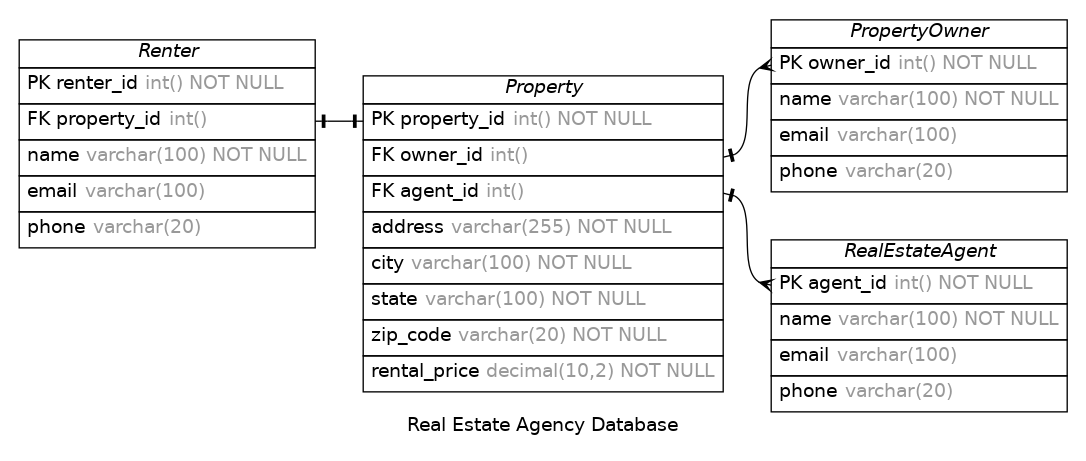 Renter
PK renter_id int() NOT NULL
FK property_id int()
name varchar(100) NOT NULL
email varchar(100)
phone varchar(20)
Property
PK property_id int() NOT NULL
FK owner_id int()
FK agent_id int()
address varchar(255) NOT NULL
city varchar(100) NOT NULL
state varchar(100) NOT NULL
zip_code varchar(20) NOT NULL
rental_price decimal(10,2) NOT NULL
PropertyOwner
PK owner_id int() NOT NULL
name varchar(100) NOT NULL
email varchar(100)
phone varchar(20)
RealEstateAgent
PK agent_id int() NOT NULL
name varchar(100) NOT NULL
email varchar(100)
phone varchar(20)
Real Estate Agency Database